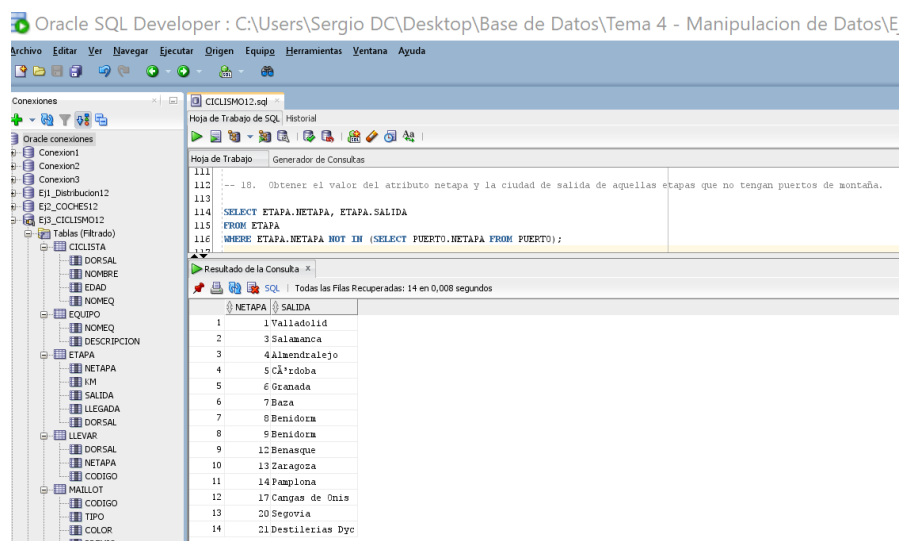 Oracle SQL Developer : C:\Users\Sergio DC\Desktop\Base de Datos\Tema 4 - Manipulacion de Datos\Ej
Archivo Editar Ver Navegar Ejecutar Origen Equipo Herramientas Ventana Ayuda
Conexiones
CICLISMO12.sql
Hoja de Trabajo de SQL Historial
Oracle conexiones
Conexion1
Conexion2
Conexion3
Ej1_Distribucion12
Ej2_COCHES12
Ej3_CICLISMO12
Tablas (Filtrado)
CICLISTA
DORSAL
NOMBRE
EDAD
NOMEQ
EQUIPO
NOMEQ
DESCRIPCION
ETAPA
NETAPA
KM
SALIDA
LLEGADA
DORSAL
LLEVAR
DORSAL
NETAPA
CODIGO
MAILLOT
CODIGO
TIPO
COLOR
Hoja de Trabajo Generador de Consultas
111
112 -- 18. Obtener el valor del atributo netapa y la ciudad de salida de aquellas etapas que no tengan puertos de montaña.
113
114 SELECT ETAPA.NETAPA, ETAPA.SALIDA
115 FROM ETAPA
116 WHERE ETAPA.NETAPA NOT IN (SELECT PUERTO.NETAPA FROM PUERTO);
117
Resultado de la Consulta
SQL | Todas las Filas Recuperadas: 14 en 0,008 segundos
NETAPA SALIDA
1 1 Valladolid
2 3 Salamanca
3 4 Almendralejo
4 5 CÃ³rdoba
5 6 Granada
6 7 Baza
7 8 Benidorm
8 9 Benidorm
9 12 Benasque
10 13 Zaragoza
11 14 Pamplona
12 17 Cangas de Onis
13 20 Segovia
14 21 Destilerias Dyc